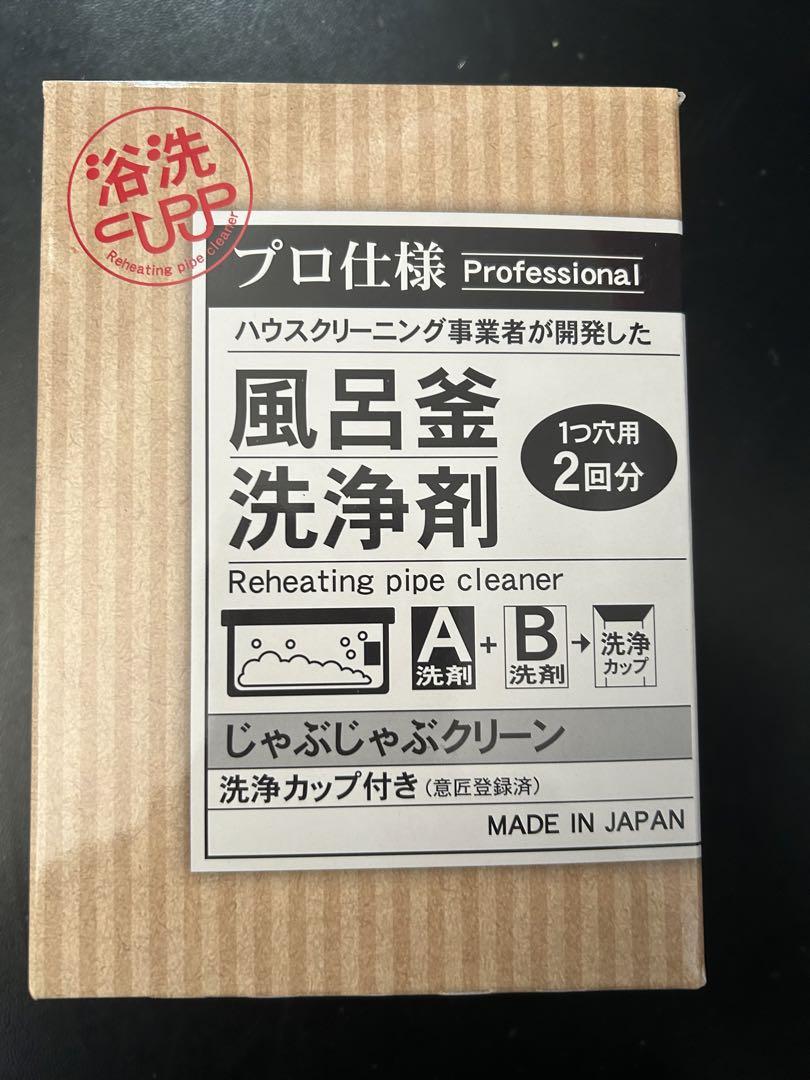 浴洗
CUPP
Reheating pipe cleaner
プロ仕様 Professional
ハウスクリーニング事業者が開発した
風呂釜
洗浄剤
1つ穴用
2回分
Reheating pipe cleaner
A
洗剤
+
B
洗剤
→
洗浄
カップ
じゃぶじゃぶクリーン
洗浄カップ付き(意匠登録済)
MADE IN JAPAN